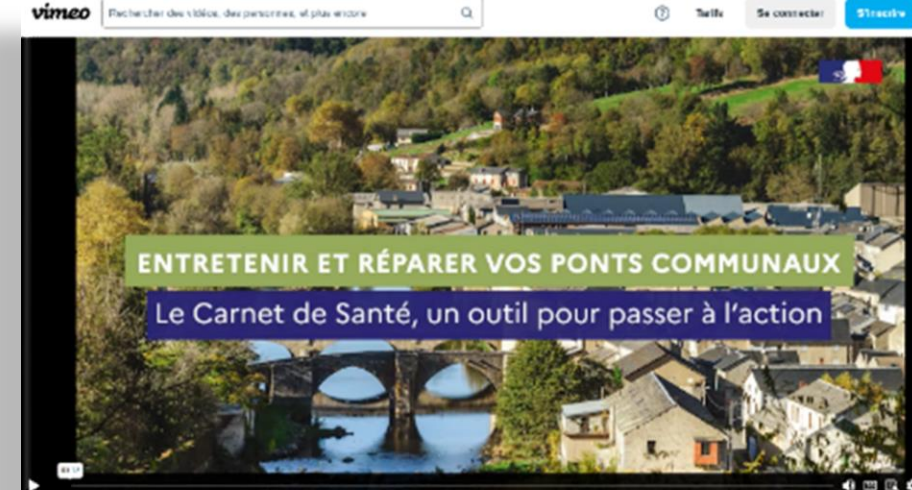 vimeo
Rechercher des vidéos, des personnes, et plus encore
Tarifs
Se connecter
S'inscrire
ENTRETENIR ET RÉPARER VOS PONTS COMMUNAUX
Le Carnet de Santé, un outil pour passer à l'action